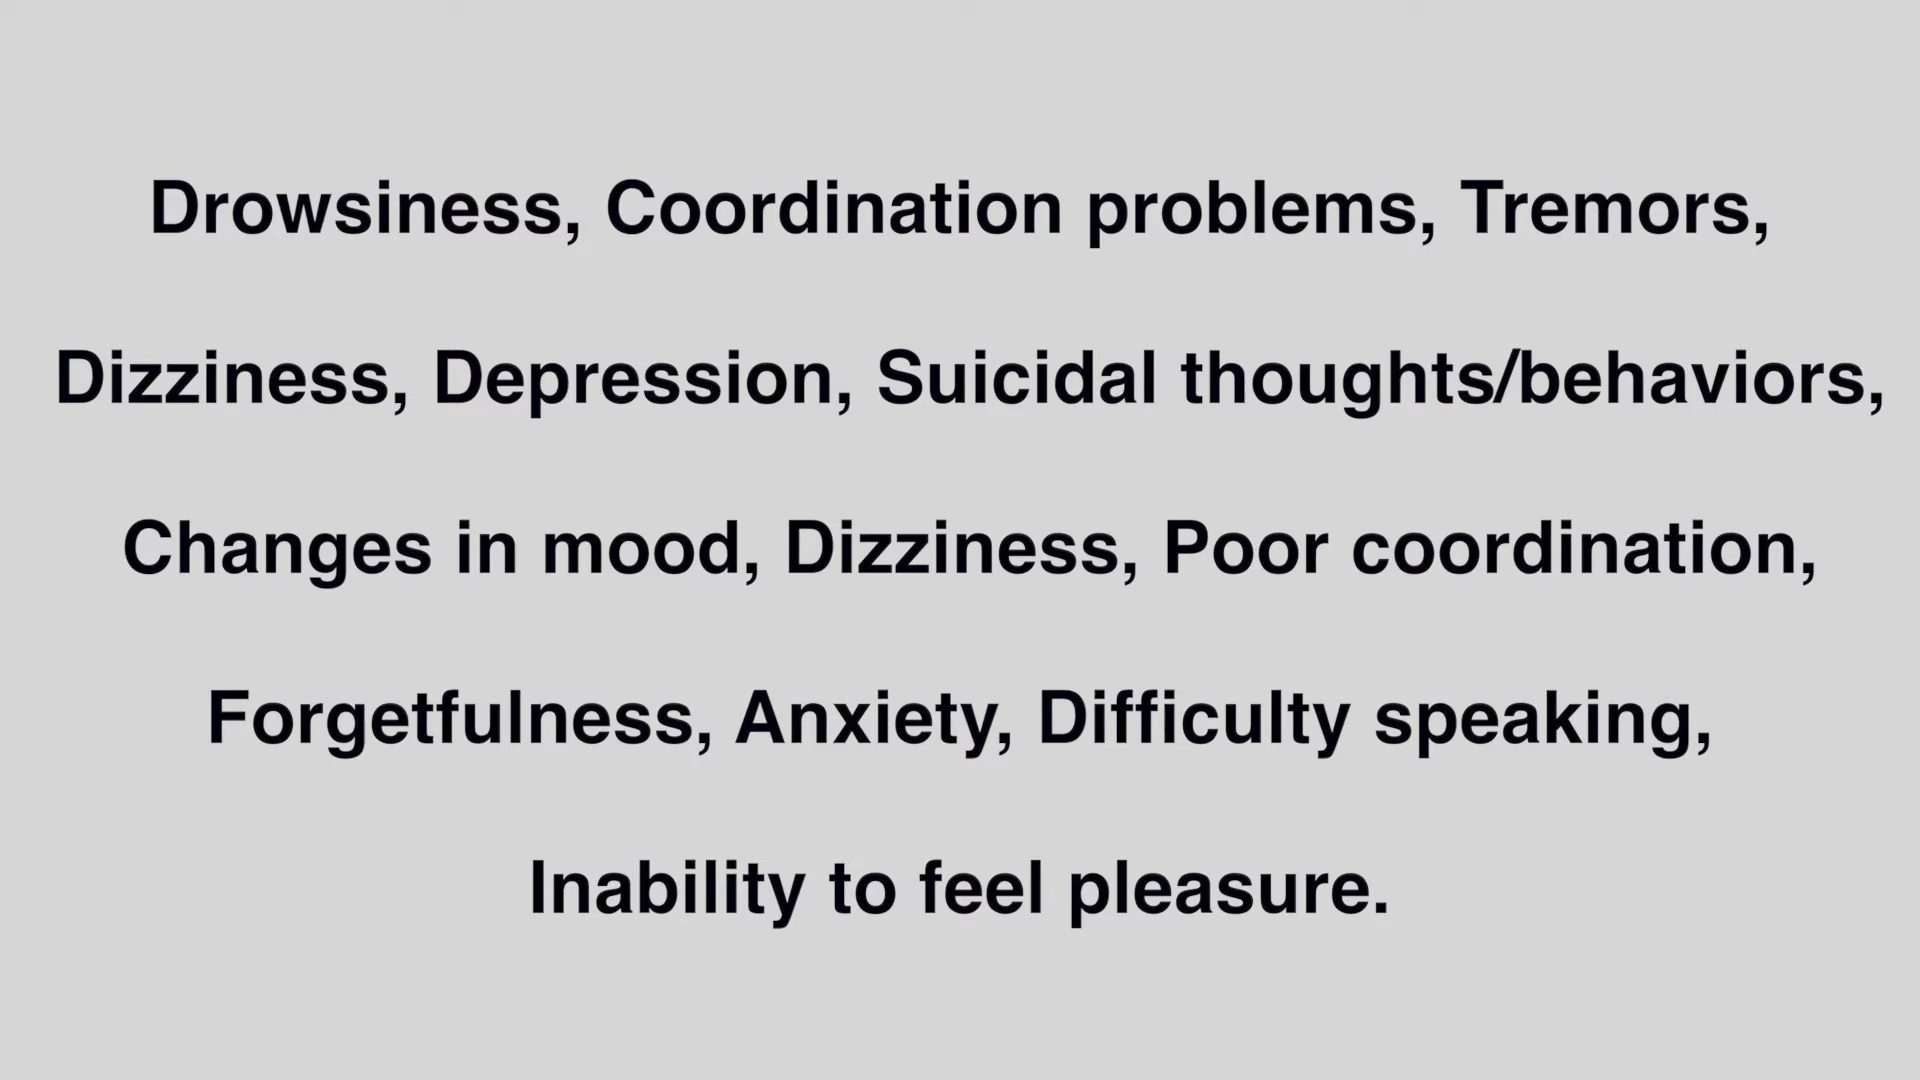 Drowsiness, Coordination problems, Tremors,
Dizziness, Depression, Suicidal thoughts/behaviors,
Changes in mood, Dizziness, Poor coordination,
Forgetfulness, Anxiety, Difficulty speaking,
Inability to feel pleasure.